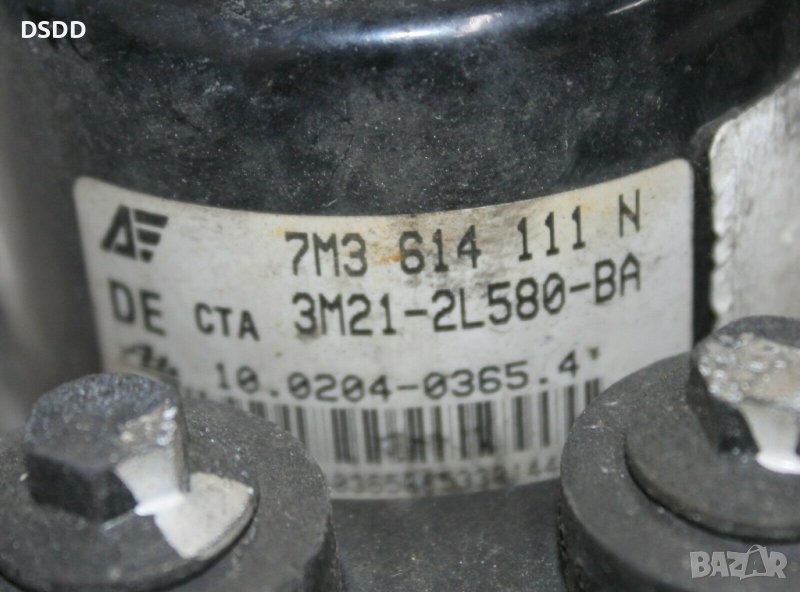 DSDD
7M3 614 111 N
DE CTA 3M21-2L580-BA
10.0204-0365.4
BAZAR